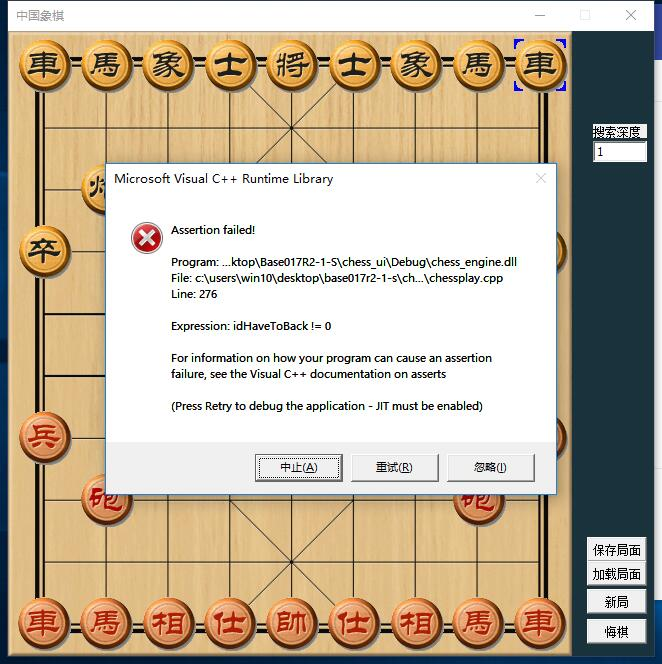 中国象棋
車馬象士將士象馬車
搜索深度
1
炮
卒
Microsoft Visual C++ Runtime Library
Assertion failed!
Program: ...ktop\Base017R2-1-S\chess_ui\Debug\chess_engine.dll
File: c:\users\win10\desktop\base017r2-1-s\ch...\chessplay.cpp
Line: 276
Expression: idHaveToBack != 0
For information on how your program can cause an assertion
failure, see the Visual C++ documentation on asserts
(Press Retry to debug the application - JIT must be enabled)
中止(A) 重试(R) 忽略(I)
兵
砲 砲
車馬相仕帥仕相馬車
保存局面
加载局面
新局
悔棋